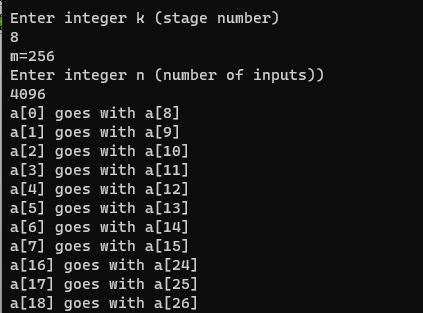 Enter integer k (stage number)
8
m=256
Enter integer n (number of inputs))
4096
a[0] goes with a[8]
a[1] goes with a[9]
a[2] goes with a[10]
a[3] goes with a[11]
a[4] goes with a[12]
a[5] goes with a[13]
a[6] goes with a[14]
a[7] goes with a[15]
a[16] goes with a[24]
a[17] goes with a[25]
a[18] goes with a[26]